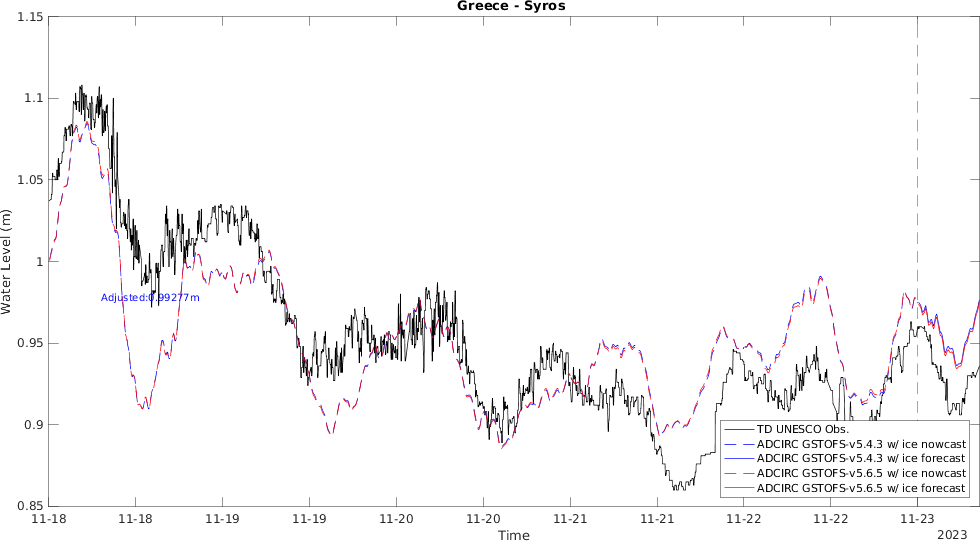 Greece - Syros
1.15
1.1
1.05
1
0.95
0.9
0.85
Water Level (m)
Adjusted:0.99277m
TD UNESCO Obs.
ADCIRC GSTOFS-v5.4.3 w/ ice nowcast
ADCIRC GSTOFS-v5.4.3 w/ ice forecast
ADCIRC GSTOFS-v5.6.5 w/ ice nowcast
ADCIRC GSTOFS-v5.6.5 w/ ice forecast
11-18 11-18 11-19 11-19 11-20 11-20 11-21 11-21 11-22 11-22 11-23
Time
2023